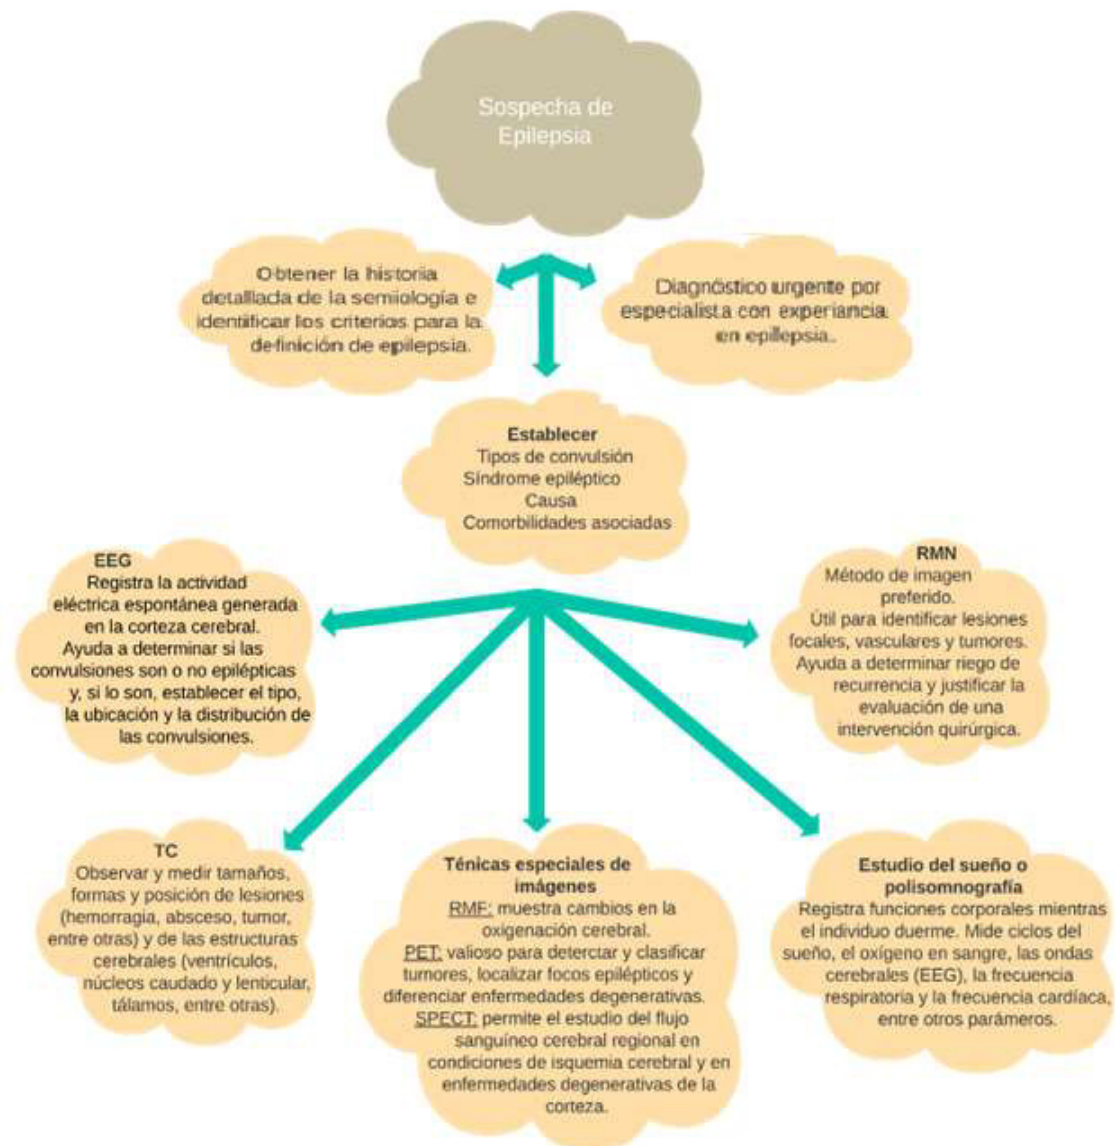 Sospecha de
Epilepsia
Obtener la historia
detallada de la semiología e
identificar los criterios para la
definición de epilepsia.
Diagnóstico urgente por
especialista con experiancia
en epillepsia.
Establecer
Tipos de convulsión
Síndrome epiléptico
Causa
Comorbilidades asociadas
EEG
Registra la actividad
eléctrica espontánea generada
en la corteza cerebral.
Ayuda a determinar si las
convulsiones son o no epilépticas
y, si lo son, establecer el tipo,
la ubicación y la distribución de
las convulsiones.
RMN
Método de imagen
preferido.
Útil para identificar lesiones
focales, vasculares y tumores.
Ayuda a determinar riego de
recurrencia y justificar la
evaluación de una
intervención quirúrgica.
TC
Observar y medir tamaños,
formas y posición de lesiones
(hemorragia, absceso, tumor,
entre otras) y de las estructuras
cerebrales (ventrículos,
núcleos caudado y lenticular,
tálamos, entre otras).
Ténicas especiales de
imágenes
RMF: muestra cambios en la
oxigenación cerebral.
PET: valioso para deterctar y clasificar
tumores, localizar focos epilépticos y
diferenciar enfermedades degenerativas.
SPECT: permite el estudio del flujo
sanguíneo cerebral regional en
condiciones de isquemia cerebral y en
enfermedades degenerativas de la
corteza.
Estudio del sueño o
polisomnografía
Registra funciones corporales mientras
el individuo duerme. Mide ciclos del
sueño, el oxígeno en sangre, las ondas
cerebrales (EEG), la frecuencia
respiratoria y la frecuencia cardíaca,
entre otros parámeros.